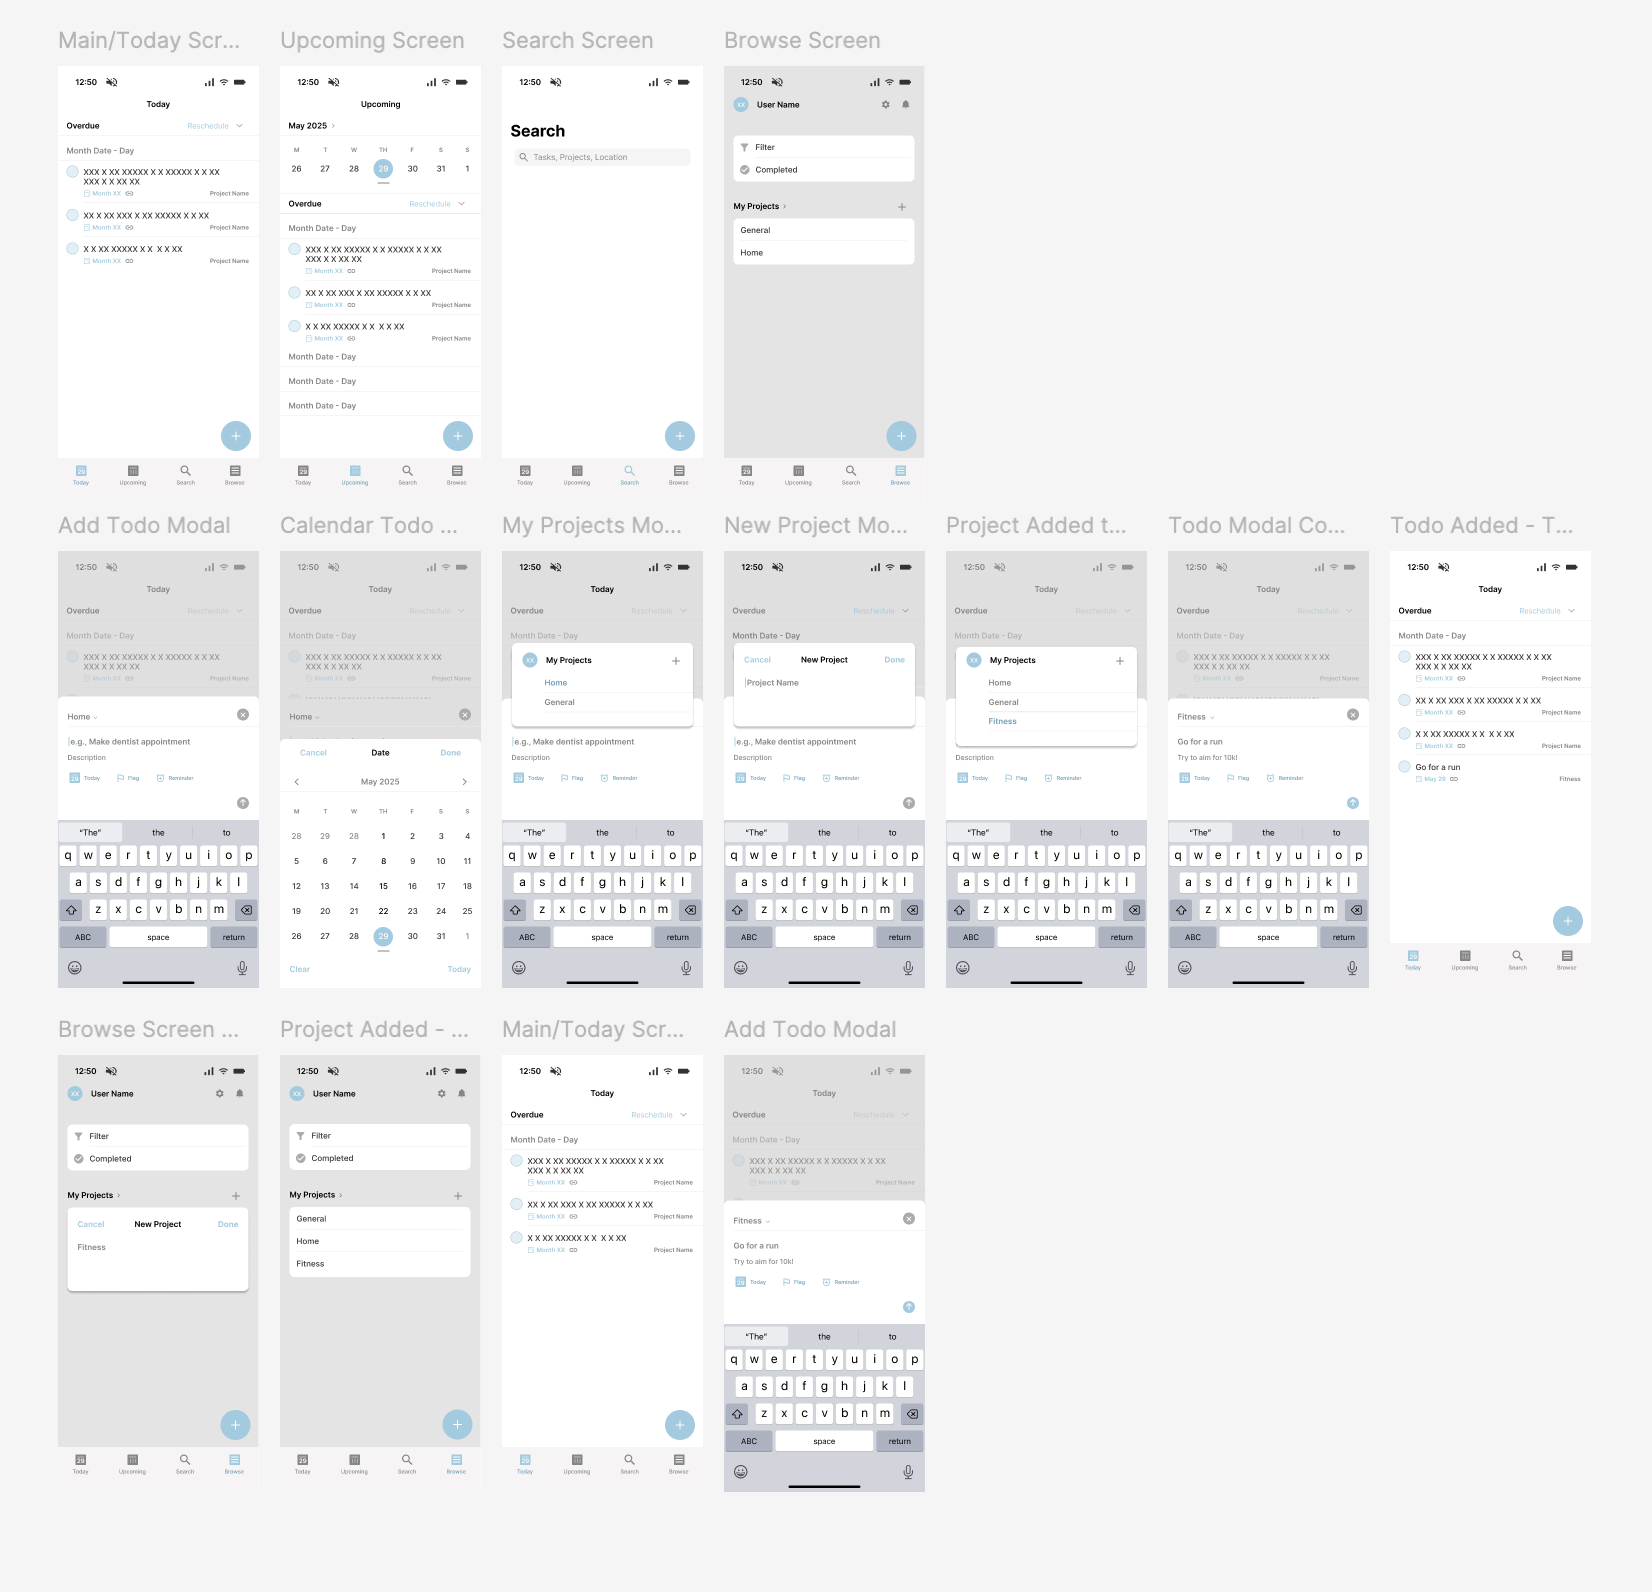 Main/Today Scr...
12:50
Today
Overdue Reschedule
Month Date - Day
XXX X XX XXXXX X X XXXXX X X XX
XXX X X XX XX
Month XX Project Name
XX X XX XXX X XX XXXXX X X XX
Month XX Project Name
X X XX XXXXX X X X X XX
Month XX Project Name
+
29
Today Upcoming Search Browse
Upcoming Screen
12:50
Upcoming
May 2025 >
M T W TH F S S
26 27 28 29 30 31 1
Overdue Reschedule
Month Date - Day
XXX X XX XXXXX X X XXXXX X X XX
XXX X X XX XX
Month XX Project Name
XX X XX XXX X XX XXXXX X X XX
Month XX Project Name
X X XX XXXXX X X X X XX
Month XX Project Name
Month Date - Day
Month Date - Day
Month Date - Day
+
29
Today Upcoming Search Browse
Search Screen
12:50
Search
Tasks, Projects, Location
+
29
Today Upcoming Search Browse
Browse Screen
12:50
XX User Name
Filter
Completed
My Projects > +
General
Home
+
29
Today Upcoming Search Browse
Add Todo Modal
12:50
Today
Overdue Reschedule
Month Date - Day
XXX X XX XXXXX X X XXXXX X X XX
XXX X X XX XX
Month XX Project Name
Home
e.g., Make dentist appointment
Description
29 Today Flag Reminder
“The” the to
q w e r t y u i o p
a s d f g h j k l
z x c v b n m
ABC space return
Calendar Todo ...
12:50
Today
Overdue Reschedule
Month Date - Day
XXX X XX XXXXX X X XXXXX X X XX
XXX X X XX XX
Month XX Project Name
Home
Cancel Date Done
< May 2025 >
M T W TH F S S
28 29 28 1 2 3 4
5 6 7 8 9 10 11
12 13 14 15 16 17 18
19 20 21 22 23 24 25
26 27 28 29 30 31 1
Clear Today
My Projects Mo...
12:50
Today
Overdue Reschedule
Month Date - Day
XX My Projects +
Home
General
e.g., Make dentist appointment
Description
29 Today Flag Reminder
“The” the to
q w e r t y u i o p
a s d f g h j k l
z x c v b n m
ABC space return
New Project Mo...
12:50
Today
Overdue Reschedule
Month Date - Day
Cancel New Project Done
Project Name
e.g., Make dentist appointment
Description
29 Today Flag Reminder
“The” the to
q w e r t y u i o p
a s d f g h j k l
z x c v b n m
ABC space return
Project Added t...
12:50
Today
Overdue Reschedule
Month Date - Day
XX My Projects +
Home
General
Fitness
Description
29 Today Flag Reminder
“The” the to
q w e r t y u i o p
a s d f g h j k l
z x c v b n m
ABC space return
Todo Modal Co...
12:50
Today
Overdue Reschedule
Month Date - Day
XXX X XX XXXXX X X XXXXX X X XX
XXX X X XX XX
Month XX Project Name
Fitness
Go for a run
Try to aim for 10k!
29 Today Flag Reminder
“The” the to
q w e r t y u i o p
a s d f g h j k l
z x c v b n m
ABC space return
Todo Added - T...
12:50
Today
Overdue Reschedule
Month Date - Day
XXX X XX XXXXX X X XXXXX X X XX
XXX X X XX XX
Month XX Project Name
XX X XX XXX X XX XXXXX X X XX
Month XX Project Name
X X XX XXXXX X X X X XX
Month XX Project Name
Go for a run
May 29 Fitness
+
29
Today Upcoming Search Browse
Browse Screen ...
12:50
XX User Name
Filter
Completed
My Projects > +
Cancel New Project Done
Fitness
+
29
Today Upcoming Search Browse
Project Added - ...
12:50
XX User Name
Filter
Completed
My Projects > +
General
Home
Fitness
+
29
Today Upcoming Search Browse
Main/Today Scr...
12:50
Today
Overdue Reschedule
Month Date - Day
XXX X XX XXXXX X X XXXXX X X XX
XXX X X XX XX
Month XX Project Name
XX X XX XXX X XX XXXXX X X XX
Month XX Project Name
X X XX XXXXX X X X X XX
Month XX Project Name
+
29
Today Upcoming Search Browse
Add Todo Modal
12:50
Today
Overdue Reschedule
Month Date - Day
XXX X XX XXXXX X X XXXXX X X XX
XXX X X XX XX
Month XX Project Name
Fitness
Go for a run
Try to aim for 10k!
29 Today Flag Reminder
“The” the to
q w e r t y u i o p
a s d f g h j k l
z x c v b n m
ABC space return